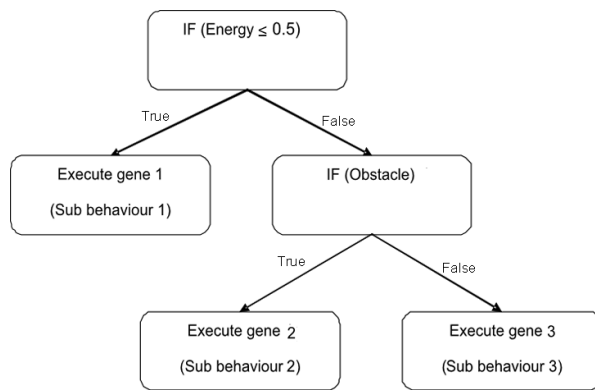 IF (Energy ≤ 0.5)
True
False
Execute gene 1
(Sub behaviour 1)
IF (Obstacle)
True
False
Execute gene 2
(Sub behaviour 2)
Execute gene 3
(Sub behaviour 3)